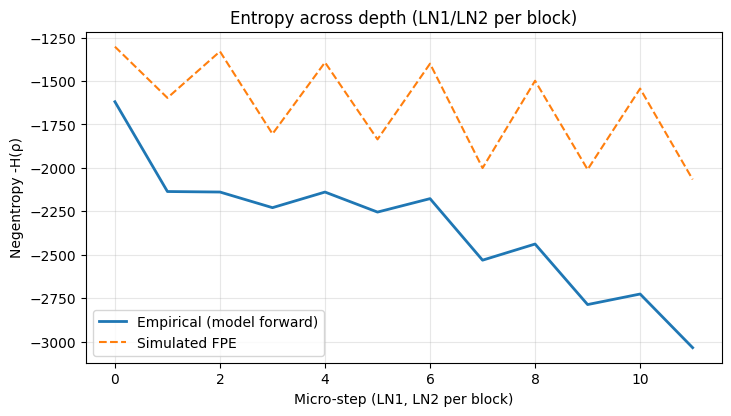 Entropy across depth (LN1/LN2 per block)
Negentropy -H(ρ)
−1250
−1500
−1750
−2000
−2250
−2500
−2750
−3000
Empirical (model forward)
Simulated FPE
0
2
4
6
8
10
Micro-step (LN1, LN2 per block)